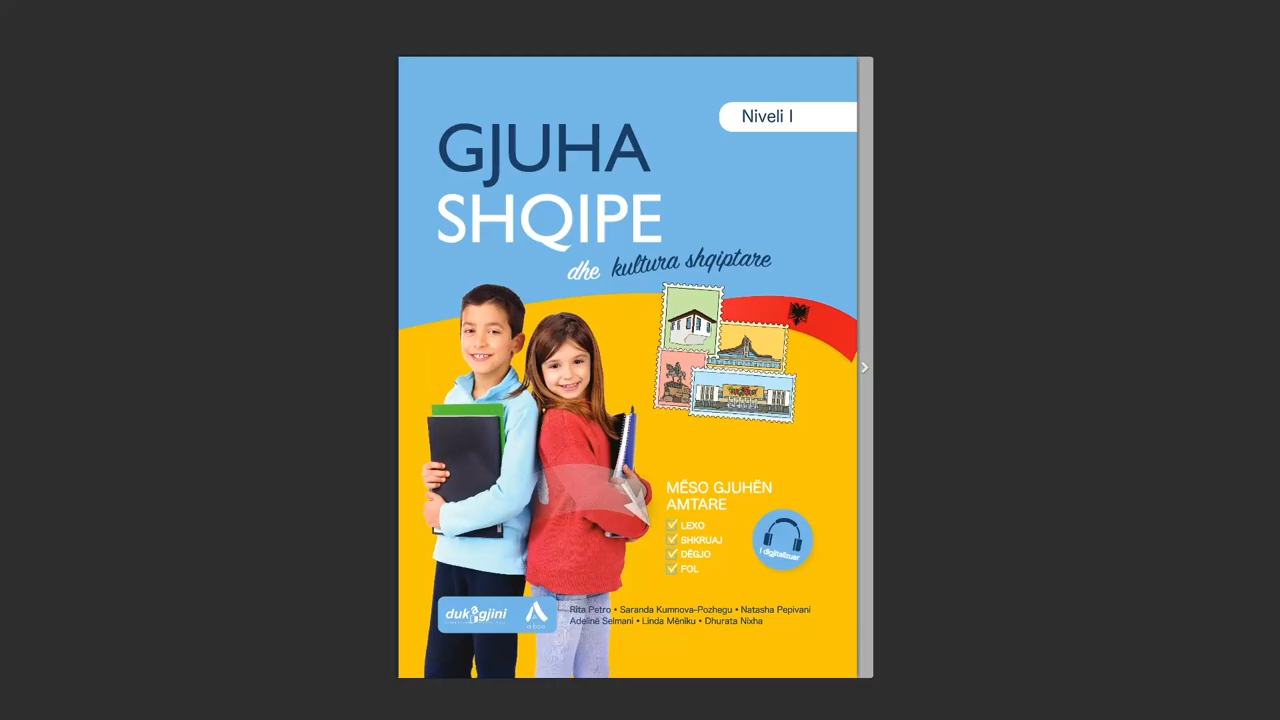 Niveli I
GJUHA
SHQIPE
dhe kultura shqiptare
MËSO GJUHËN
AMTARE
LEXO
SHKRUAJ
DËGJO
FOL
I digjitalizuar
dukagjini
Rita Petro • Saranda Kumnova-Pozhegu • Natasha Pepivani
Adelinë Selmani • Linda Mëniku • Dhurata Nixha